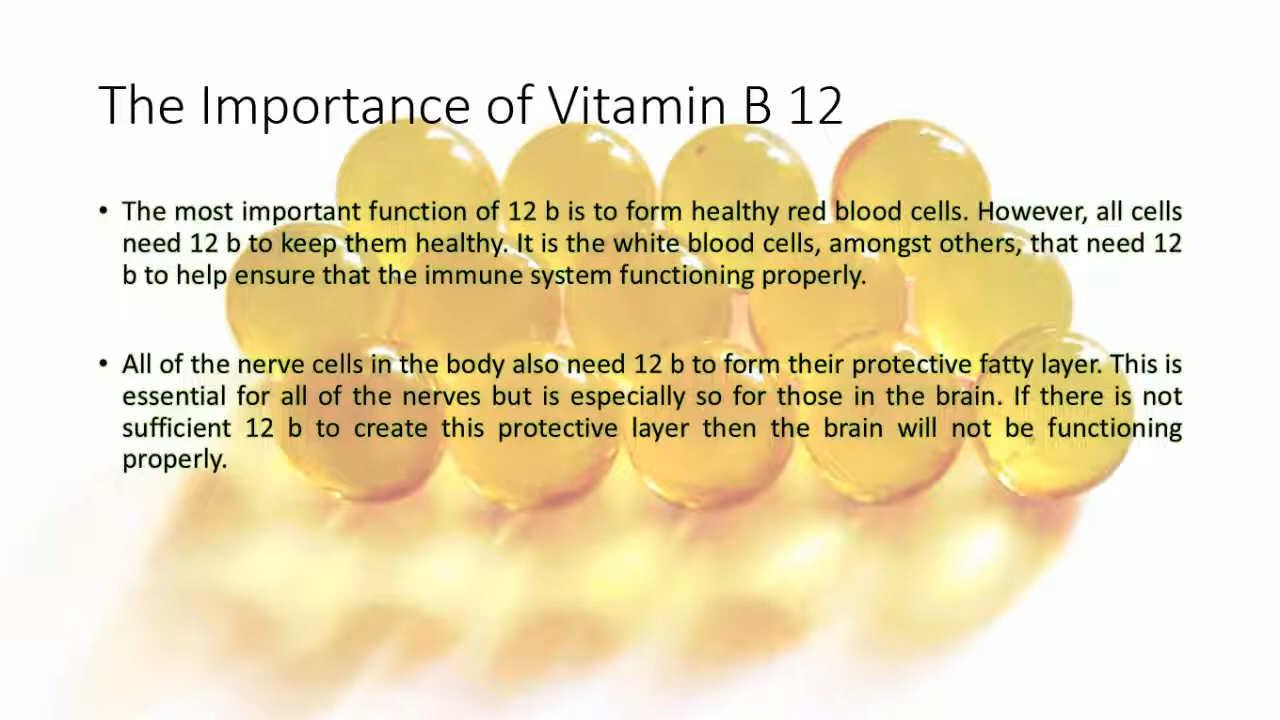 The Importance of Vitamin B 12
• The most important function of 12 b is to form healthy red blood cells. However, all cells
need 12 b to keep them healthy. It is the white blood cells, amongst others, that need 12
b to help ensure that the immune system functioning properly.
• All of the nerve cells in the body also need 12 b to form their protective fatty layer. This is
essential for all of the nerves but is especially so for those in the brain. If there is not
sufficient 12 b to create this protective layer then the brain will not be functioning
properly.